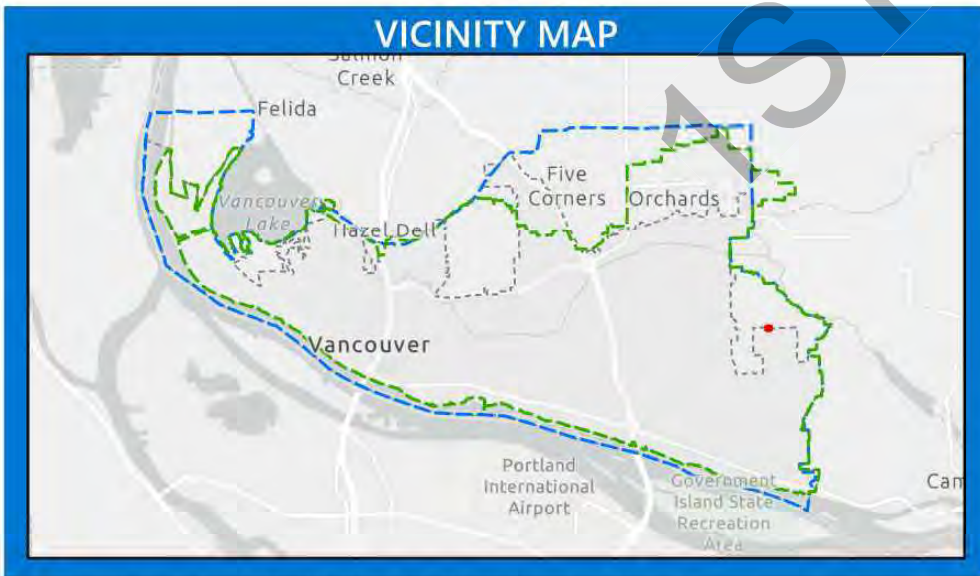 VICINITY MAP
Salmon
Creek
Felida
Five
Corners
Orchards
Vancouver
Lake
Hazel Dell
Vancouver
Portland
International
Airport
Government
Island State
Recreation
Area
Cam